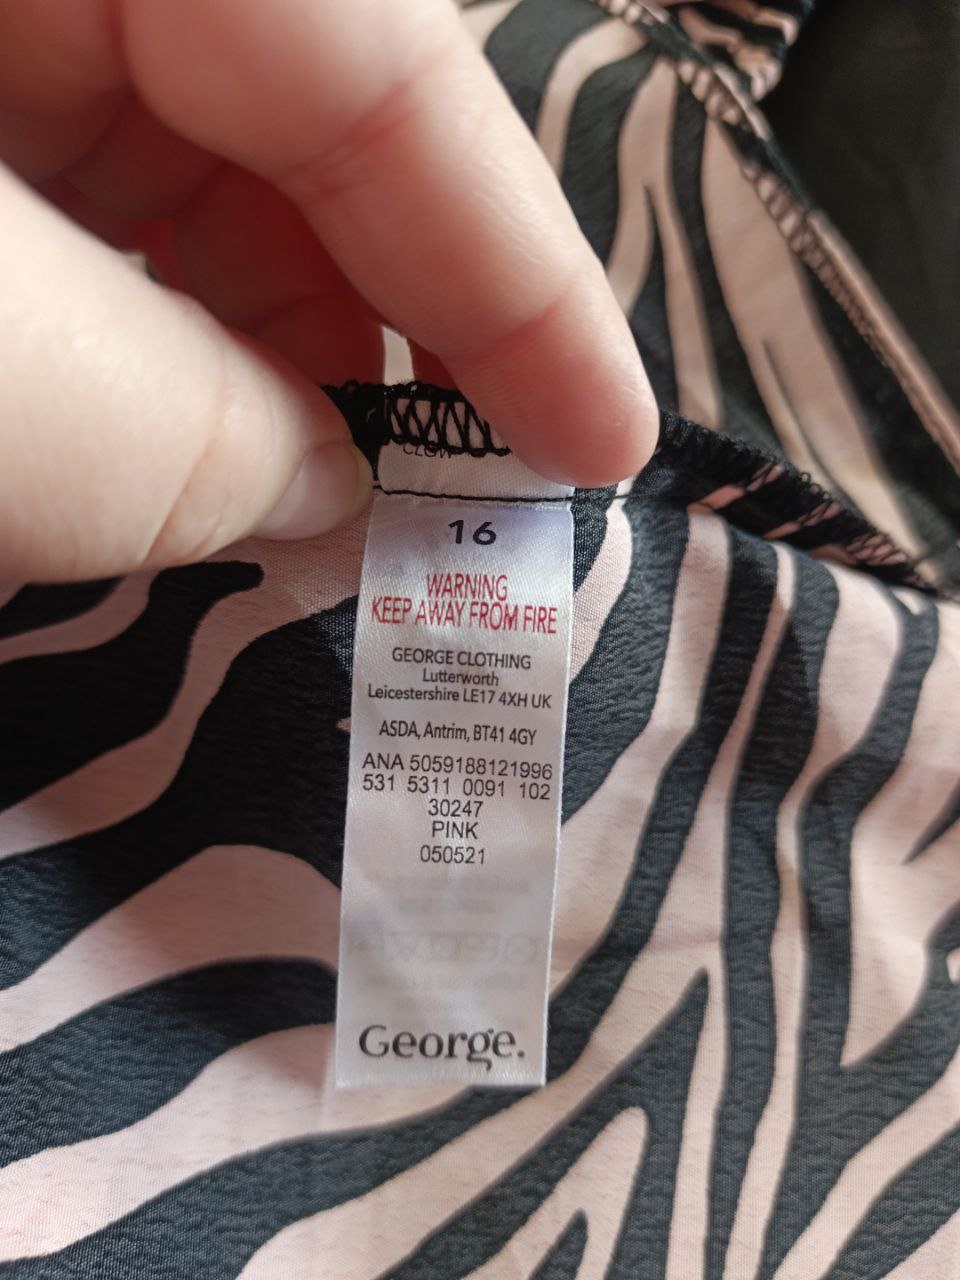 16
WARNING
KEEP AWAY FROM FIRE
GEORGE CLOTHING
Lutterworth
Leicestershire LE17 4XH UK
ASDA, Antrim, BT41 4GY
ANA 5059188121996
531 5311 0091 102
30247
PINK
050521
George.